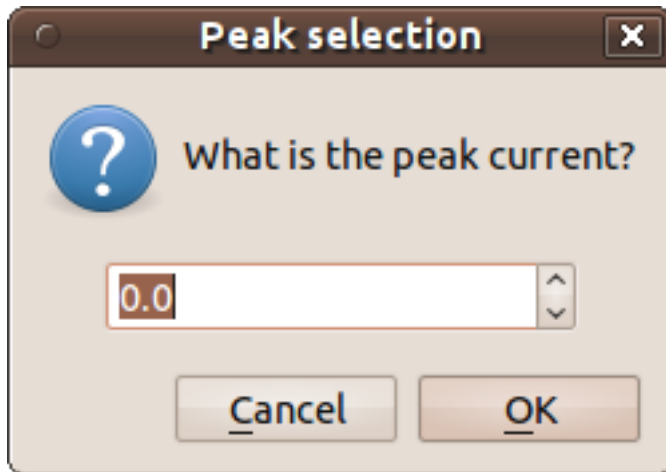 Peak selection
What is the peak current?
0.0
Cancel
OK